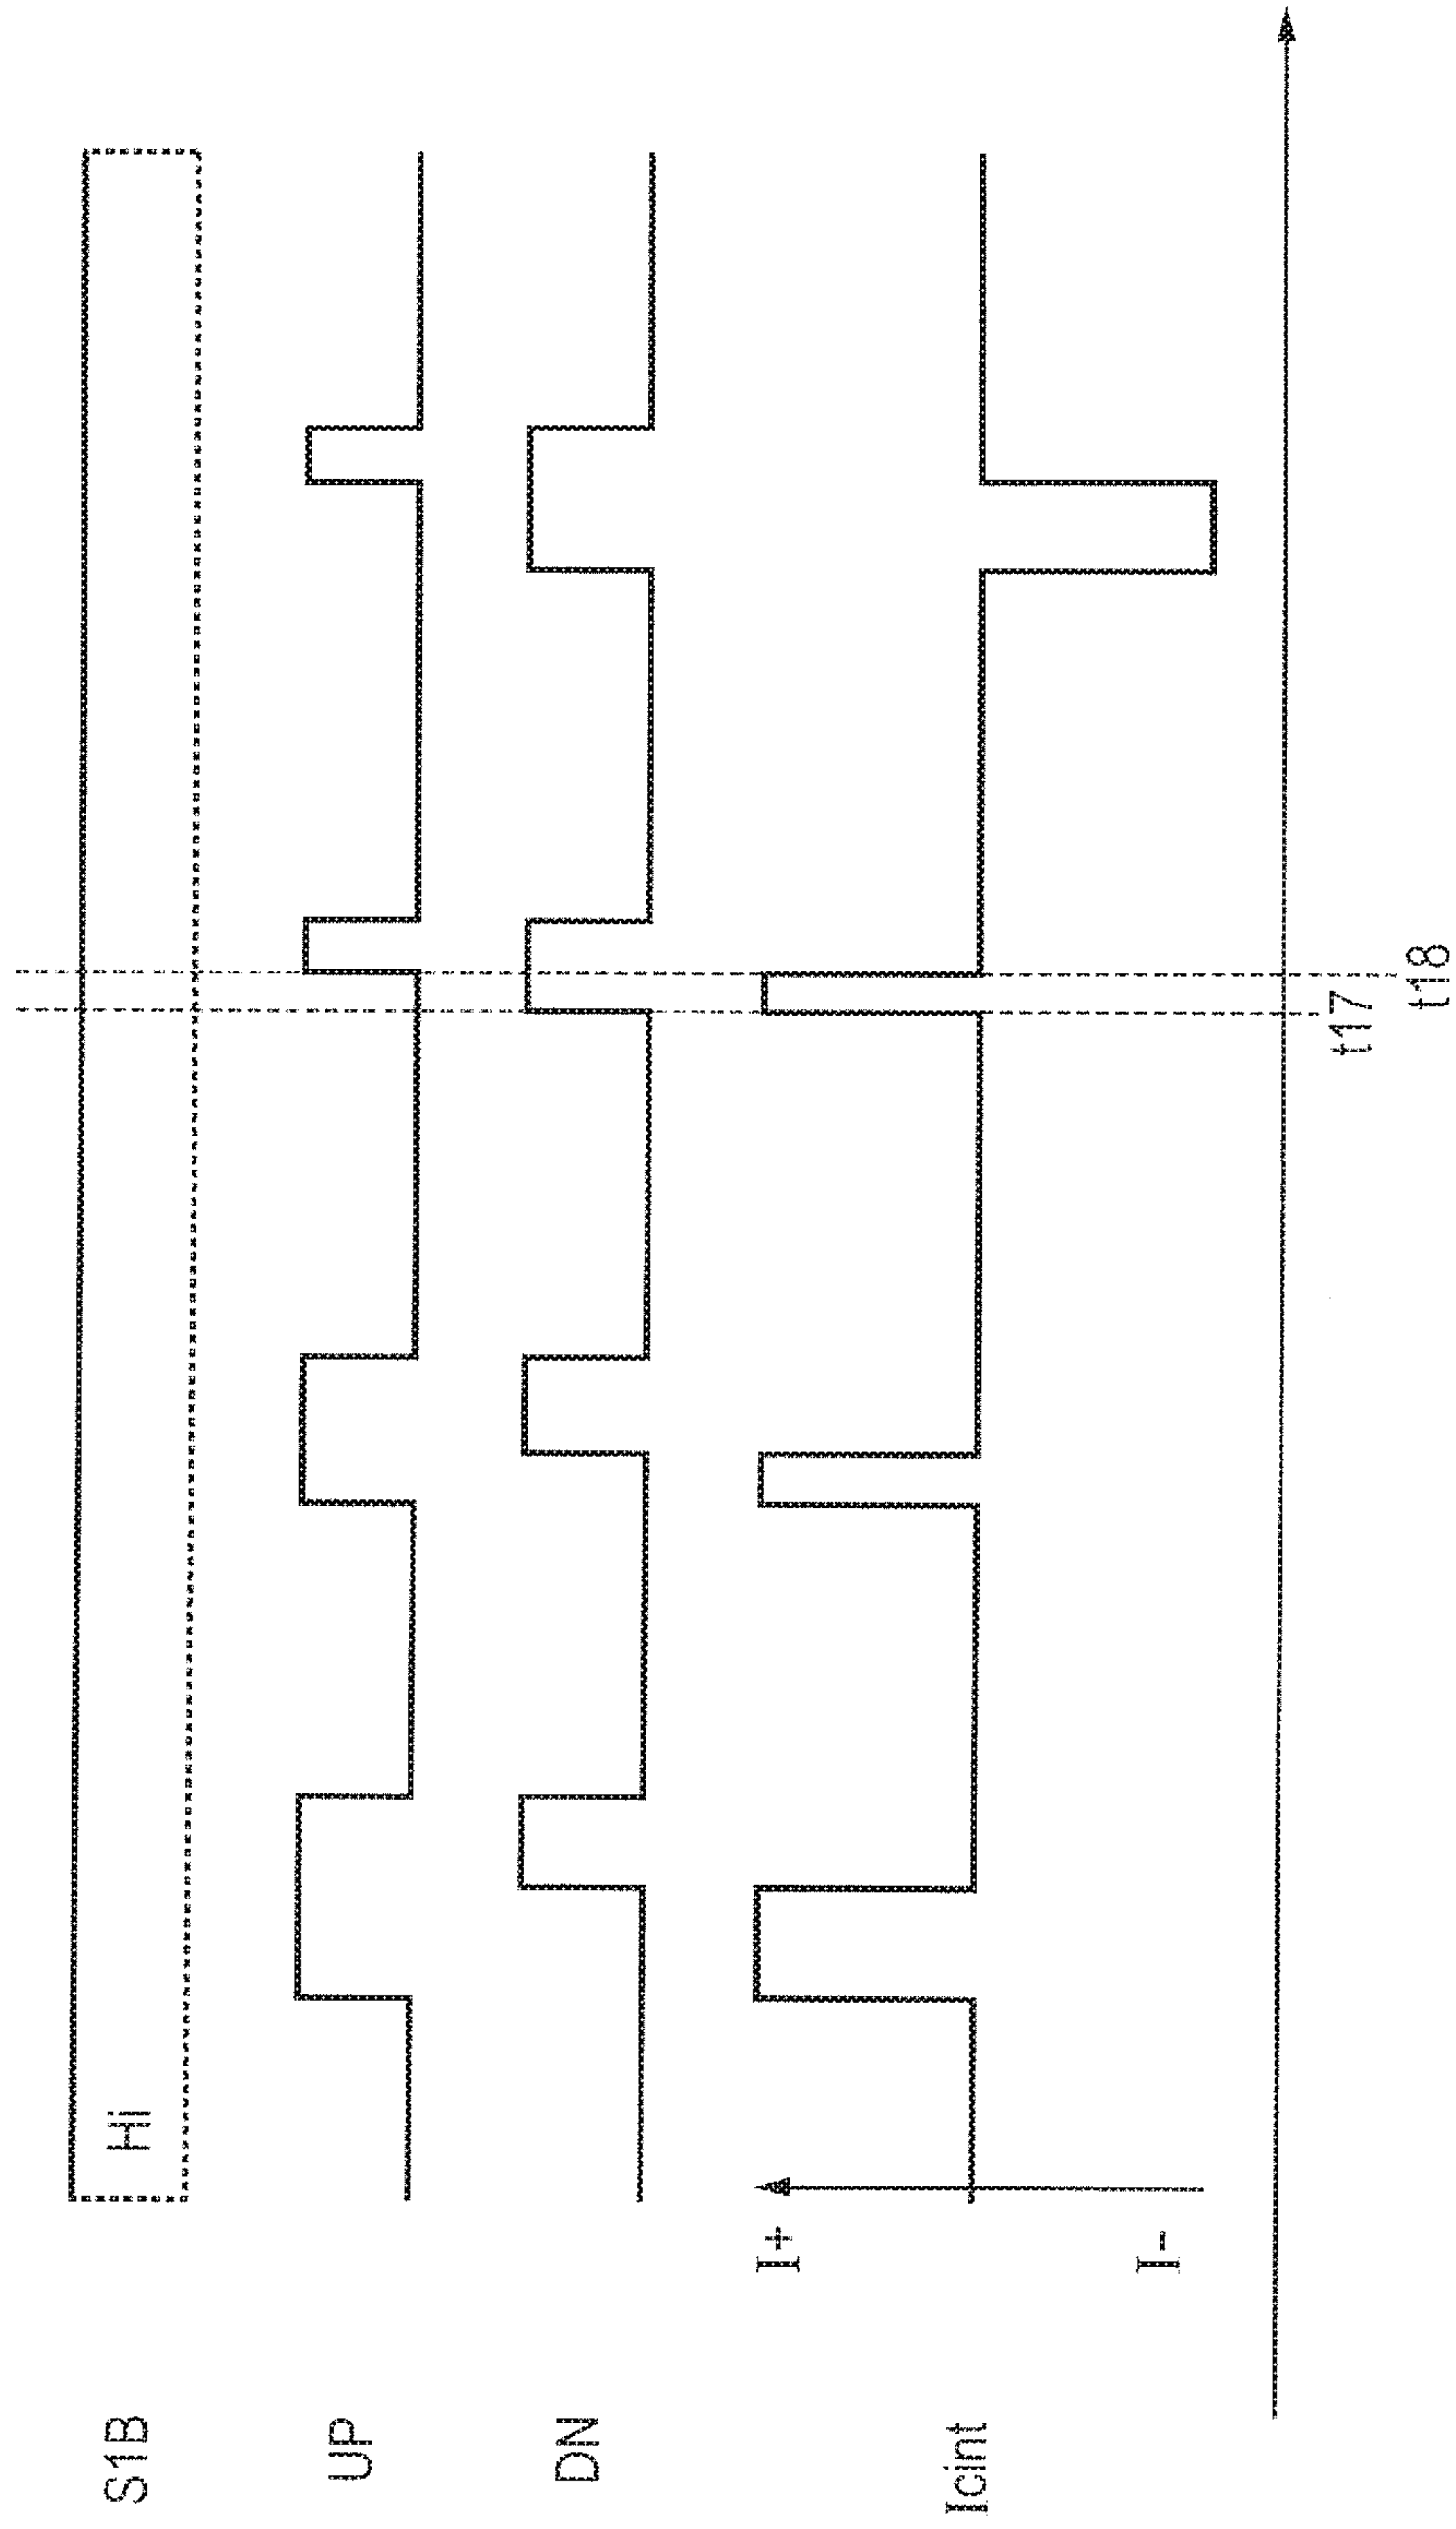 S1B
Hi
UP
DN
I+
Icint
I-
t17
t18